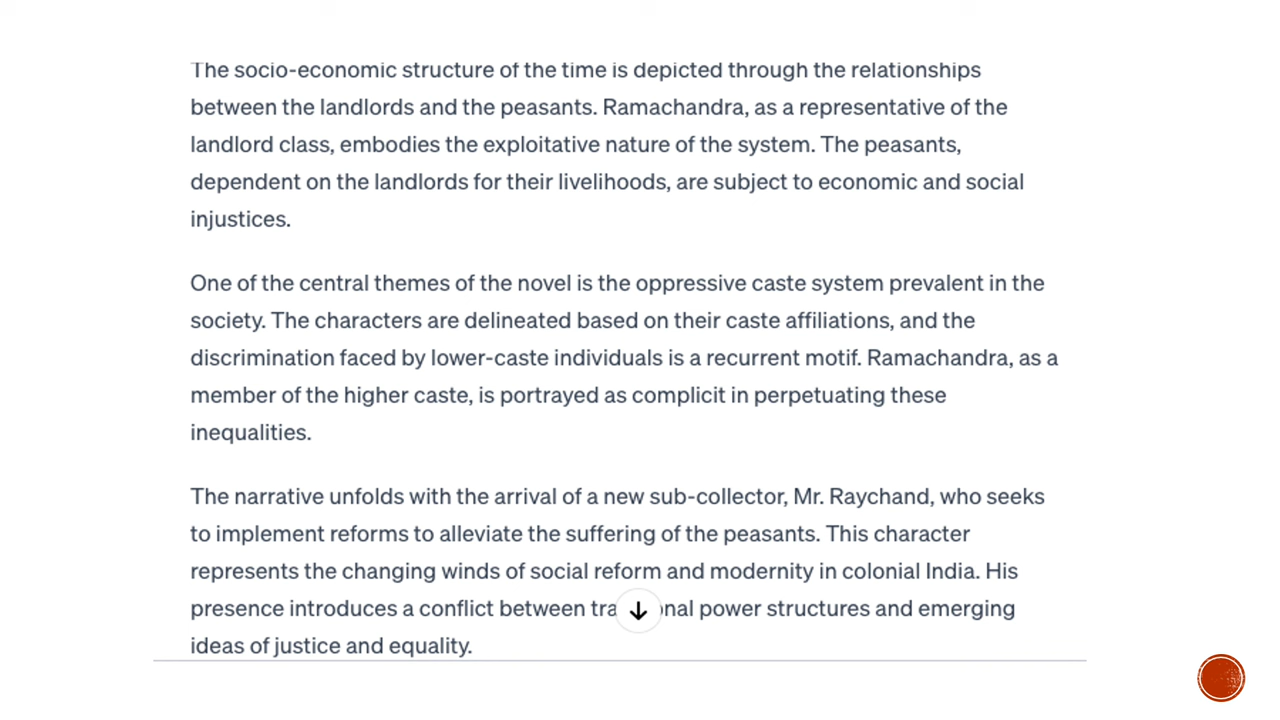 The socio-economic structure of the time is depicted through the relationships
between the landlords and the peasants. Ramachandra, as a representative of the
landlord class, embodies the exploitative nature of the system. The peasants,
dependent on the landlords for their livelihoods, are subject to economic and social
injustices.
One of the central themes of the novel is the oppressive caste system prevalent in the
society. The characters are delineated based on their caste affiliations, and the
discrimination faced by lower-caste individuals is a recurrent motif. Ramachandra, as a
member of the higher caste, is portrayed as complicit in perpetuating these
inequalities.
The narrative unfolds with the arrival of a new sub-collector, Mr. Raychand, who seeks
to implement reforms to alleviate the suffering of the peasants. This character
represents the changing winds of social reform and modernity in colonial India. His
presence introduces a conflict between power structures and emerging
ideas of justice and equality.